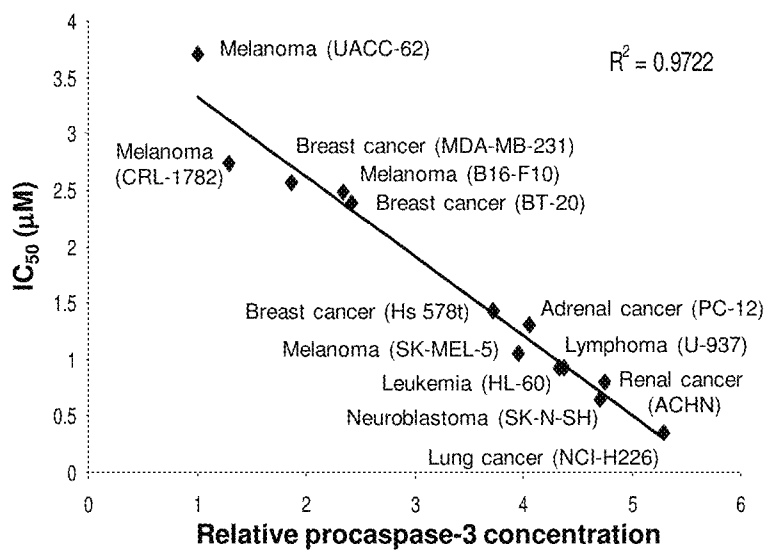 4
3.5
3
2.5
2
1.5
1
0.5
0
IC50 (µM)
R² = 0.9722
Melanoma (UACC-62)
Breast cancer (MDA-MB-231)
Melanoma
(CRL-1782)
Melanoma (B16-F10)
Breast cancer (BT-20)
Breast cancer (Hs 578t)
Adrenal cancer (PC-12)
Melanoma (SK-MEL-5)
Lymphoma (U-937)
Leukemia (HL-60)
Renal cancer
(ACHN)
Neuroblastoma (SK-N-SH)
Lung cancer (NCI-H226)
0 1 2 3 4 5 6
Relative procaspase-3 concentration